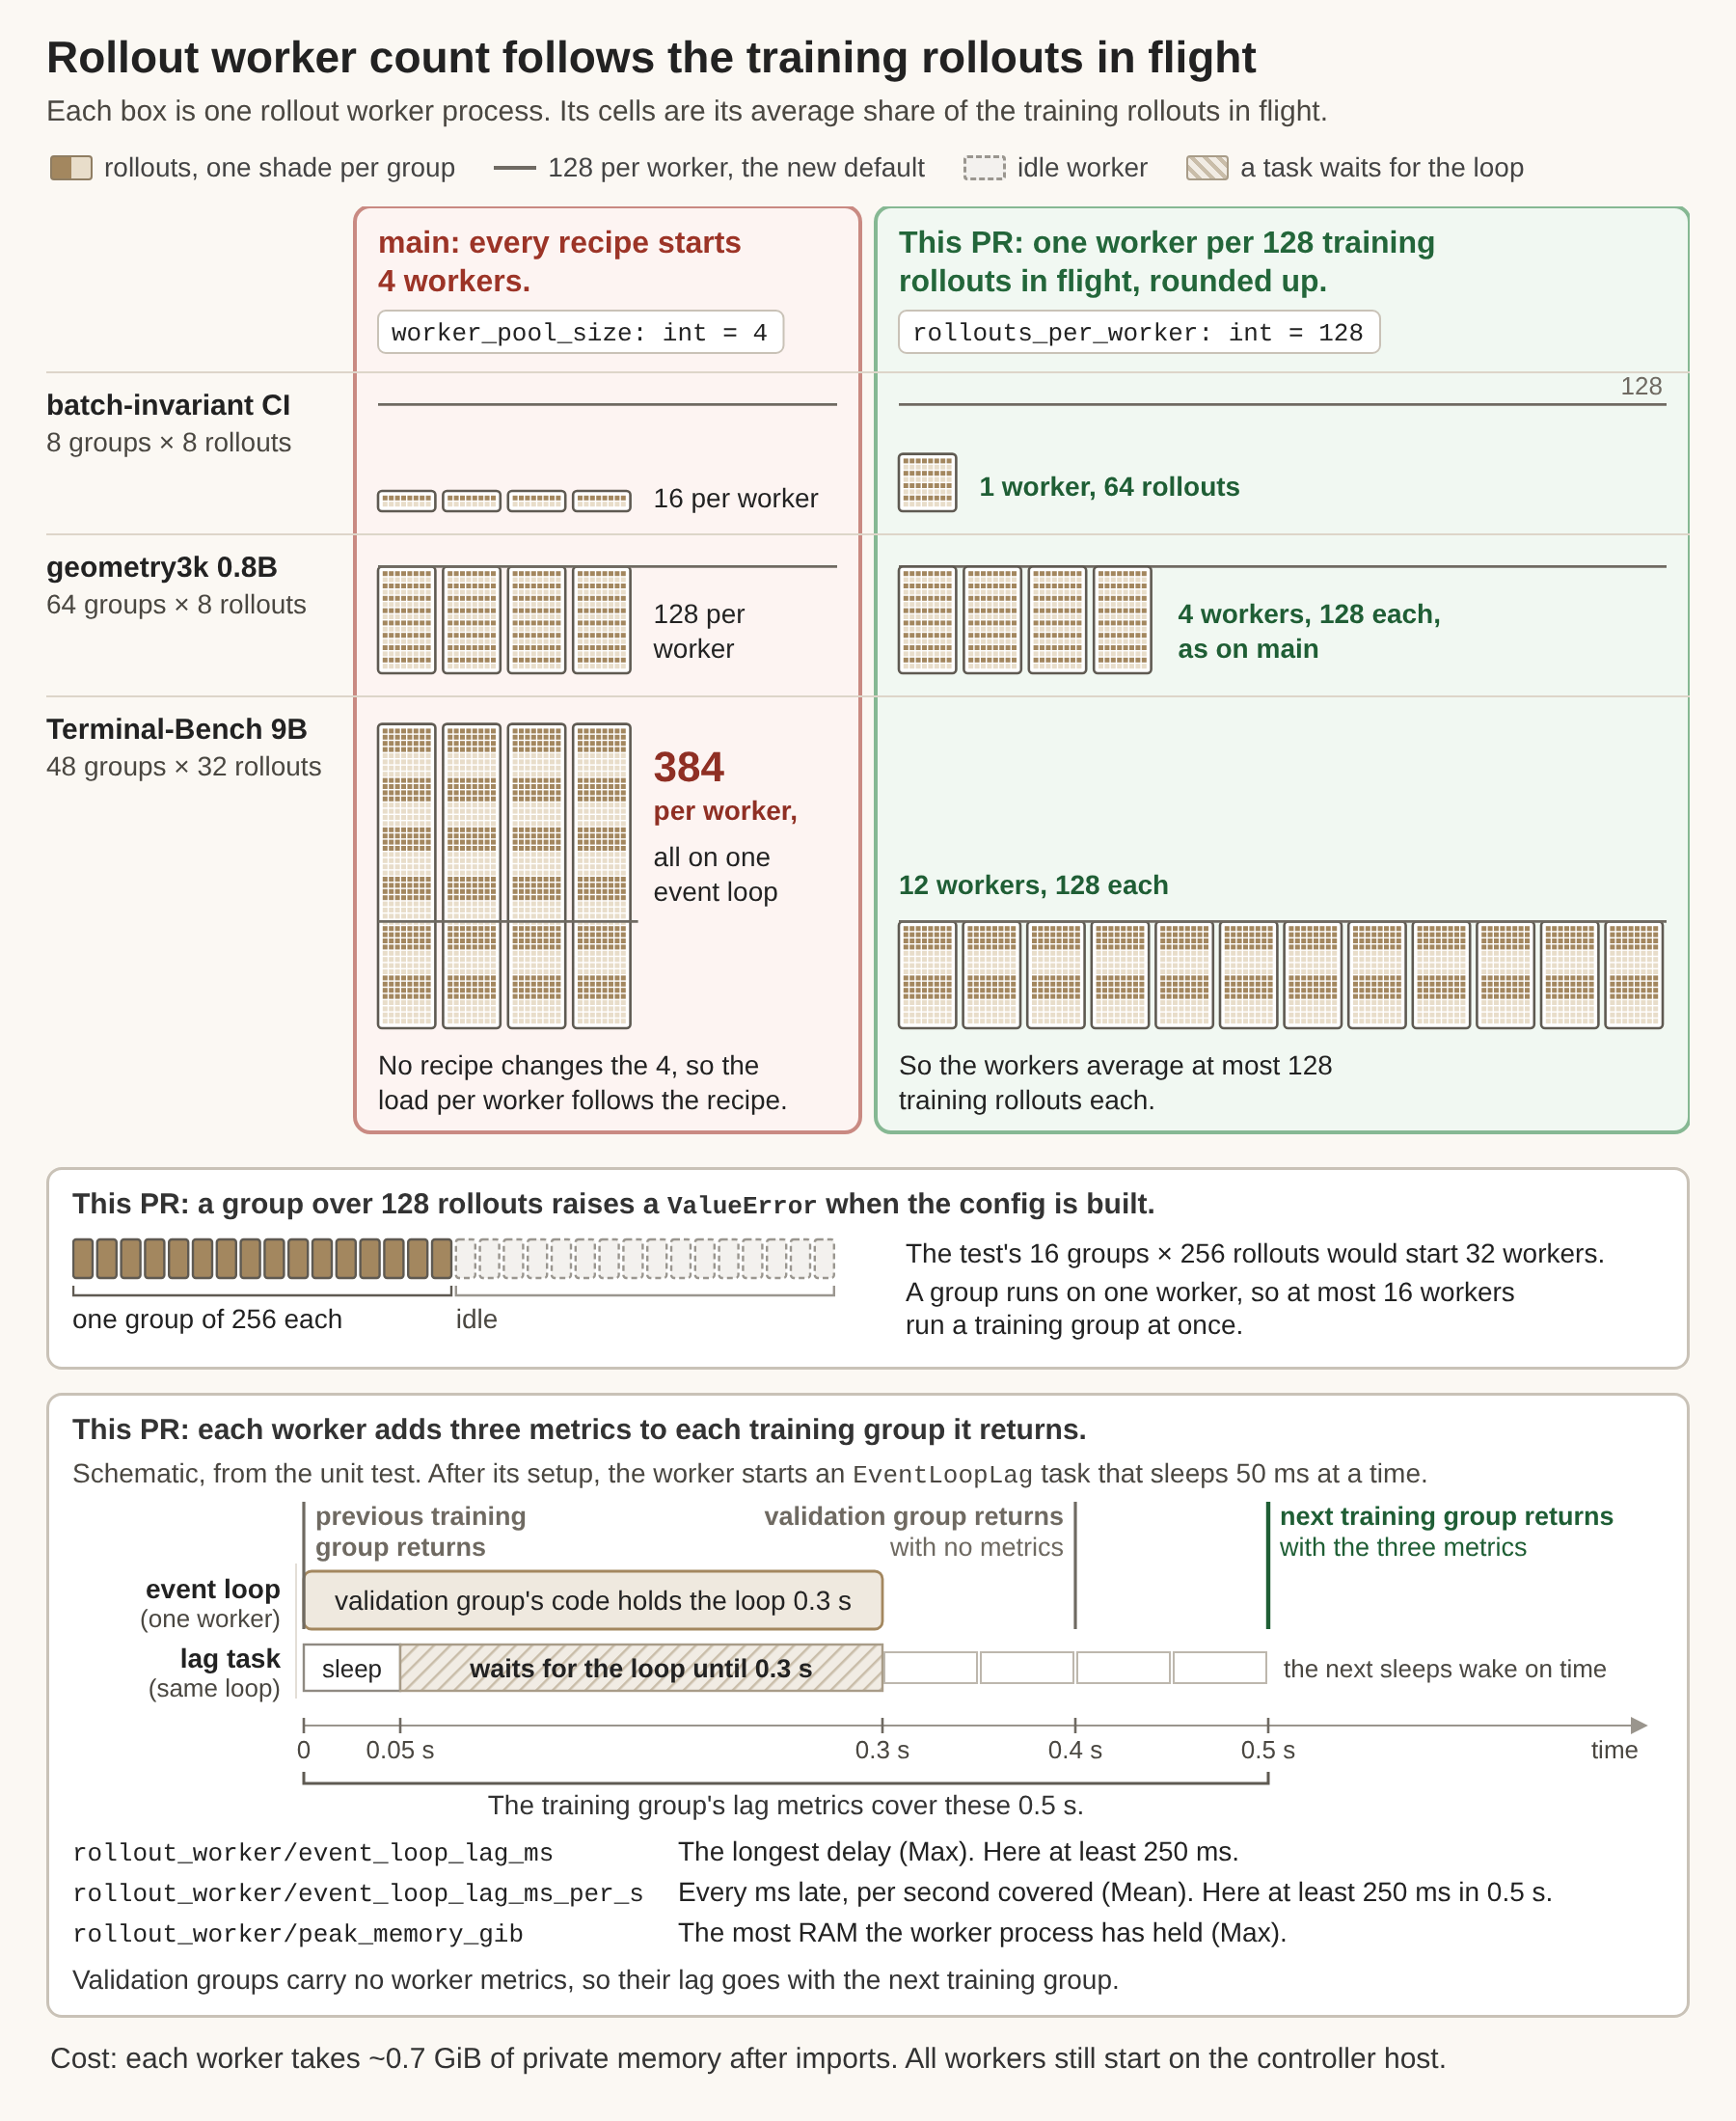 Rollout worker count follows the training rollouts in flight
Each box is one rollout worker process. Its cells are its average share of the training rollouts in flight.
rollouts, one shade per group
128 per worker, the new default
idle worker
a task waits for the loop
main: every recipe starts
4 workers.
worker_pool_size: int = 4
This PR: one worker per 128 training
rollouts in flight, rounded up.
rollouts_per_worker: int = 128
batch-invariant CI
8 groups × 8 rollouts
16 per worker
128
1 worker, 64 rollouts
geometry3k 0.8B
64 groups × 8 rollouts
128 per
worker
4 workers, 128 each,
as on main
Terminal-Bench 9B
48 groups × 32 rollouts
384
per worker,
all on one
event loop
12 workers, 128 each
No recipe changes the 4, so the
load per worker follows the recipe.
So the workers average at most 128
training rollouts each.
This PR: a group over 128 rollouts raises a ValueError when the config is built.
one group of 256 each
idle
The test's 16 groups × 256 rollouts would start 32 workers.
A group runs on one worker, so at most 16 workers
run a training group at once.
This PR: each worker adds three metrics to each training group it returns.
Schematic, from the unit test. After its setup, the worker starts an EventLoopLag task that sleeps 50 ms at a time.
previous training
group returns
validation group returns
with no metrics
next training group returns
with the three metrics
event loop
(one worker)
validation group's code holds the loop 0.3 s
lag task
(same loop)
sleep
waits for the loop until 0.3 s
the next sleeps wake on time
0
0.05 s
0.3 s
0.4 s
0.5 s
time
The training group's lag metrics cover these 0.5 s.
rollout_worker/event_loop_lag_ms
The longest delay (Max). Here at least 250 ms.
rollout_worker/event_loop_lag_ms_per_s
Every ms late, per second covered (Mean). Here at least 250 ms in 0.5 s.
rollout_worker/peak_memory_gib
The most RAM the worker process has held (Max).
Validation groups carry no worker metrics, so their lag goes with the next training group.
Cost: each worker takes ~0.7 GiB of private memory after imports. All workers still start on the controller host.